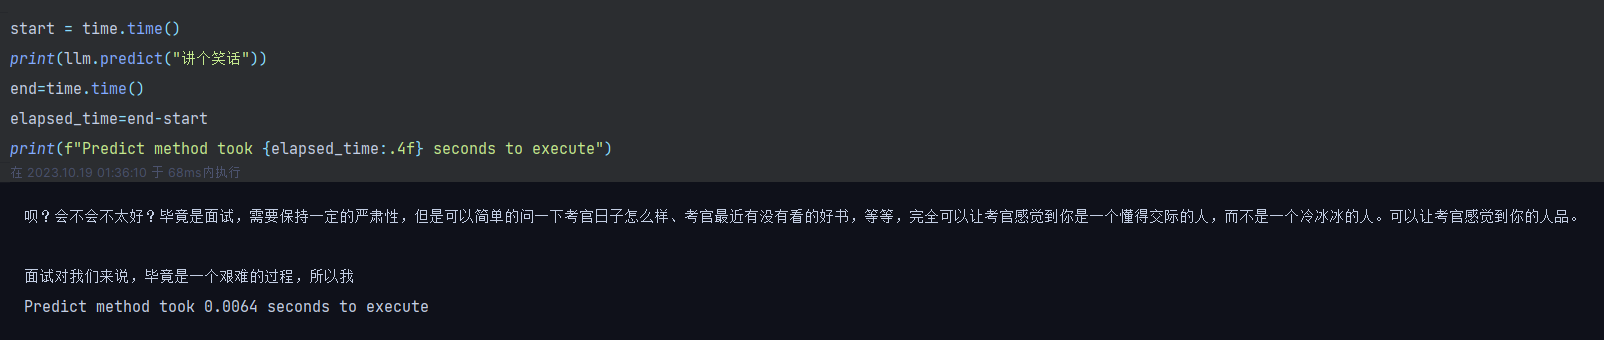 start = time.time()
print(llm.predict("讲个笑话"))
end=time.time()
elapsed_time=end-start
print(f"Predict method took {elapsed_time:.4f} seconds to execute")
在 2023.10.19 01:36:10 于 68ms内执行
呗？会不会不太好？毕竟是面试，需要保持一定的严肃性，但是可以简单的问一下考官日子怎么样、考官最近有没有看的好书，等等，完全可以让考官感觉到你是一个懂得交际的人，而不是一个冷冰冰的人。可以让考官感觉到你的人品。
面试对我们来说，毕竟是一个艰难的过程，所以我
Predict method took 0.0064 seconds to execute